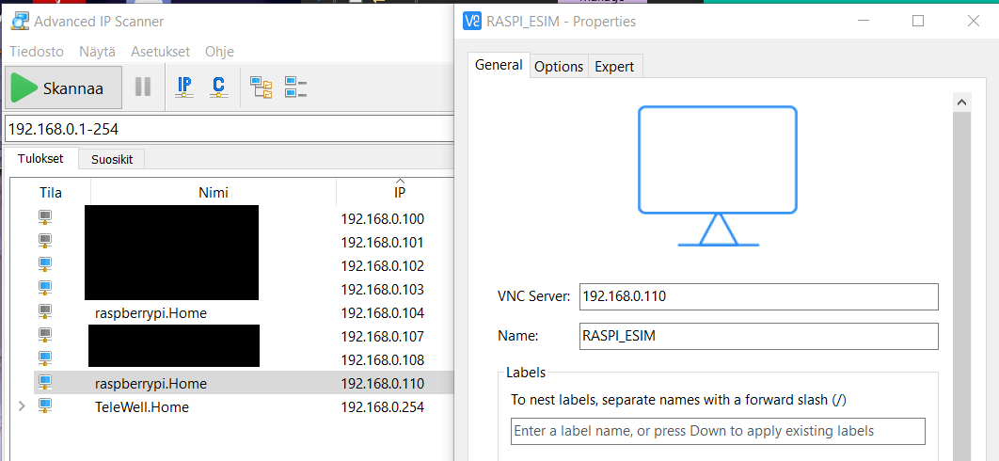 Advanced IP Scanner
Tiedosto Näytä Asetukset Ohje
Skannaa IP C
192.168.0.1-254
Tulokset Suosikit
Tila Nimi IP
192.168.0.100
192.168.0.101
192.168.0.102
192.168.0.103
raspberrypi.Home 192.168.0.104
192.168.0.107
192.168.0.108
raspberrypi.Home 192.168.0.110
TeleWell.Home 192.168.0.254
RASPI_ESIM - Properties
General Options Expert
VNC Server: 192.168.0.110
Name: RASPI_ESIM
Labels
To nest labels, separate names with a forward slash (/)
Enter a label name, or press Down to apply existing labels